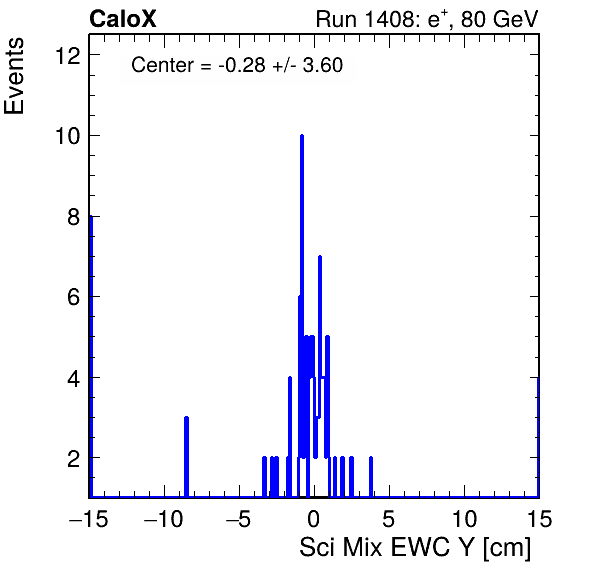 CaloX Run 1408: e⁺, 80 GeV
Center = -0.28 +/- 3.60
Events
12
10
8
6
4
2
−15 −10 −5 0 5 10 15
Sci Mix EWC Y [cm]